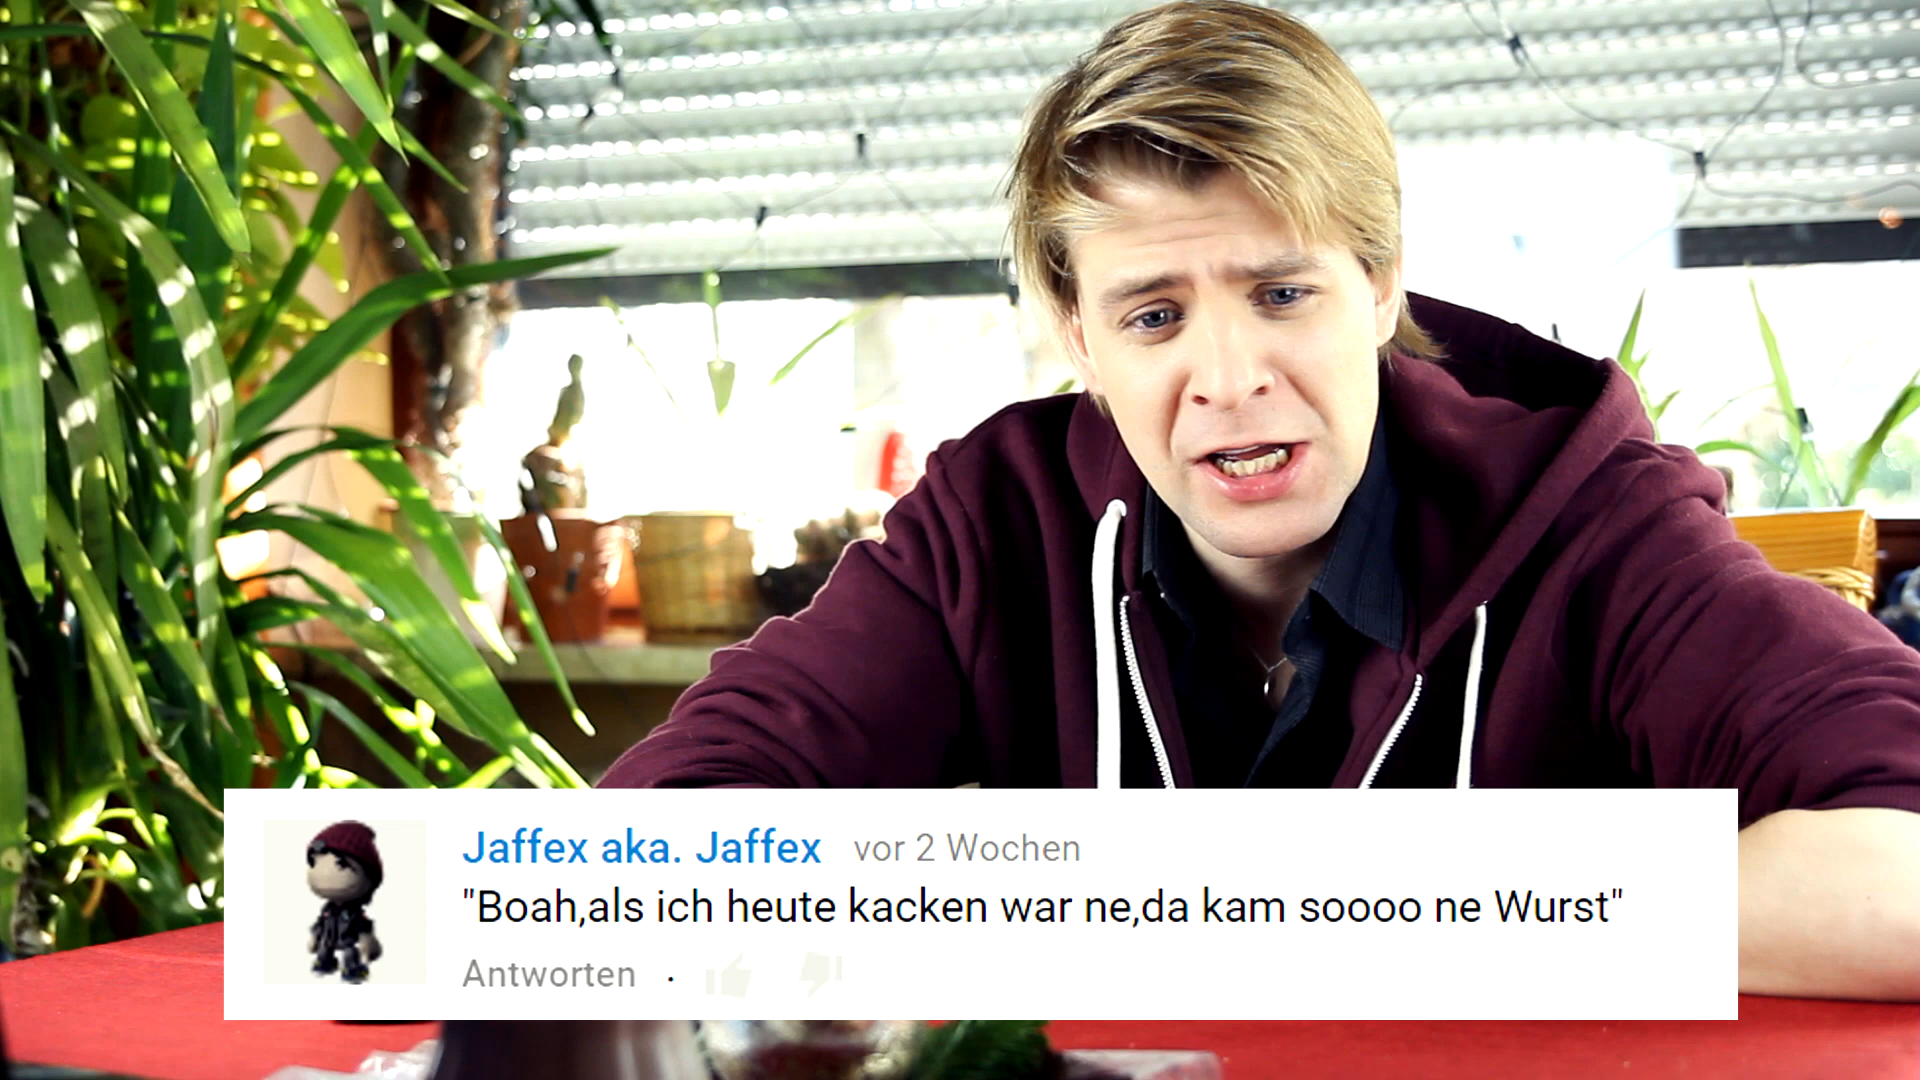 Jaffex aka. Jaffex vor 2 Wochen
"Boah,als ich heute kacken war ne,da kam soooo ne Wurst"
Antworten ·